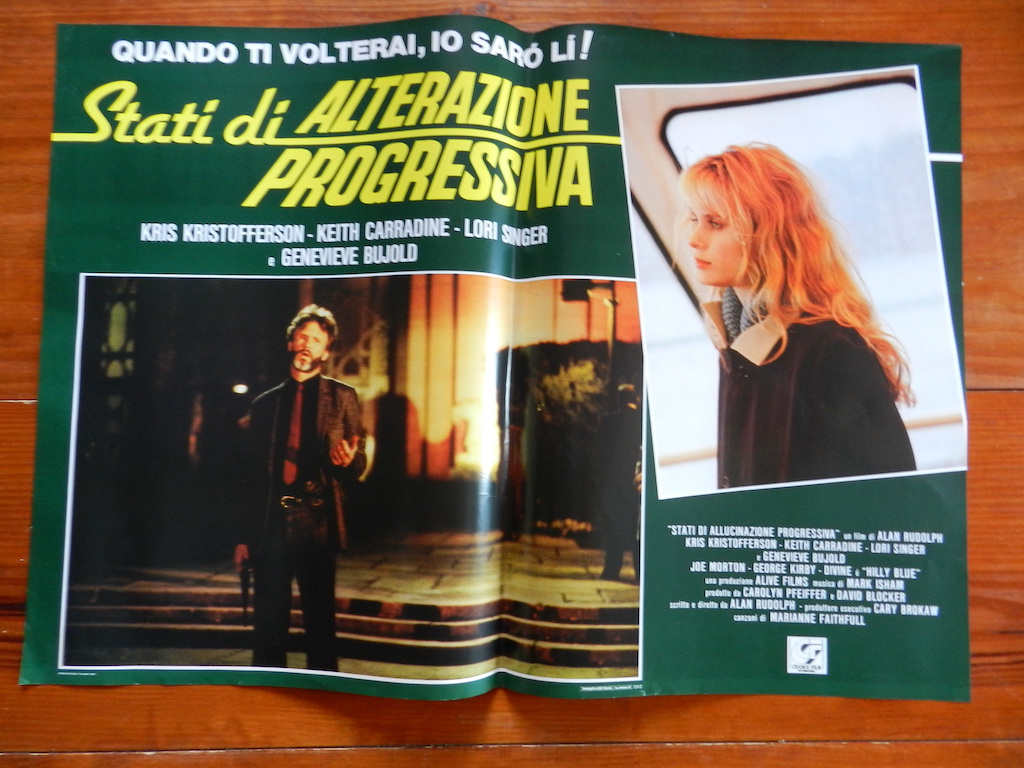 QUANDO TI VOLTERAI, IO SARÓ LÍ!
Stati di ALTERAZIONE
PROGRESSIVA
KRIS KRISTOFFERSON - KEITH CARRADINE - LORI SINGER
e GENEVIEVE BUJOLD
"STATI DI ALLUCINAZIONE PROGRESSIVA" un film di ALAN RUDOLPH
KRIS KRISTOFFERSON - KEITH CARRADINE - LORI SINGER
e GENEVIEVE BUJOLD
JOE MORTON - GEORGE KIRBY - DIVINE é "HILLY BLUE"
una produzione ALIVE FILMS musica di MARK ISHAM
prodotto da CAROLYN PFEIFFER e DAVID BLOCKER
scritto e diretto da ALAN RUDOLPH - produttore esecutivo CARY BROKAW
canzoni di MARIANNE FAITHFULL